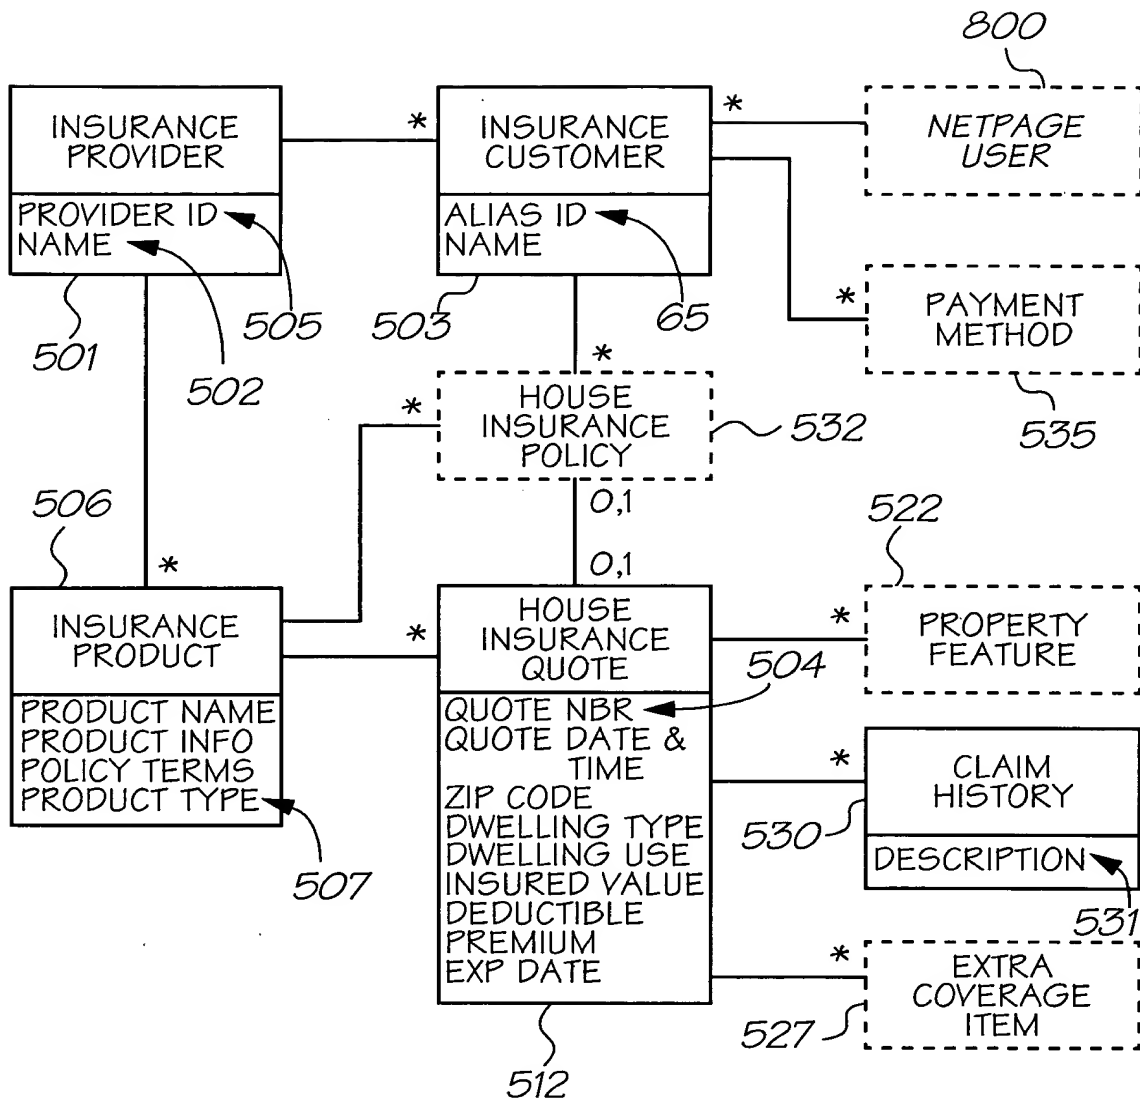 800
INSURANCE
PROVIDER
PROVIDER ID
NAME
501
505
502
*
INSURANCE
CUSTOMER
ALIAS ID
NAME
503
65
*
NETPAGE
USER
*
PAYMENT
METHOD
535
*
*
HOUSE
INSURANCE
POLICY
532
0,1
0,1
506
*
INSURANCE
PRODUCT
PRODUCT NAME
PRODUCT INFO
POLICY TERMS
PRODUCT TYPE
507
*
HOUSE
INSURANCE
QUOTE
504
QUOTE NBR
QUOTE DATE &
TIME
ZIP CODE
DWELLING TYPE
DWELLING USE
INSURED VALUE
DEDUCTIBLE
PREMIUM
EXP DATE
512
522
*
PROPERTY
FEATURE
*
CLAIM
HISTORY
530
DESCRIPTION
531
*
EXTRA
COVERAGE
ITEM
527